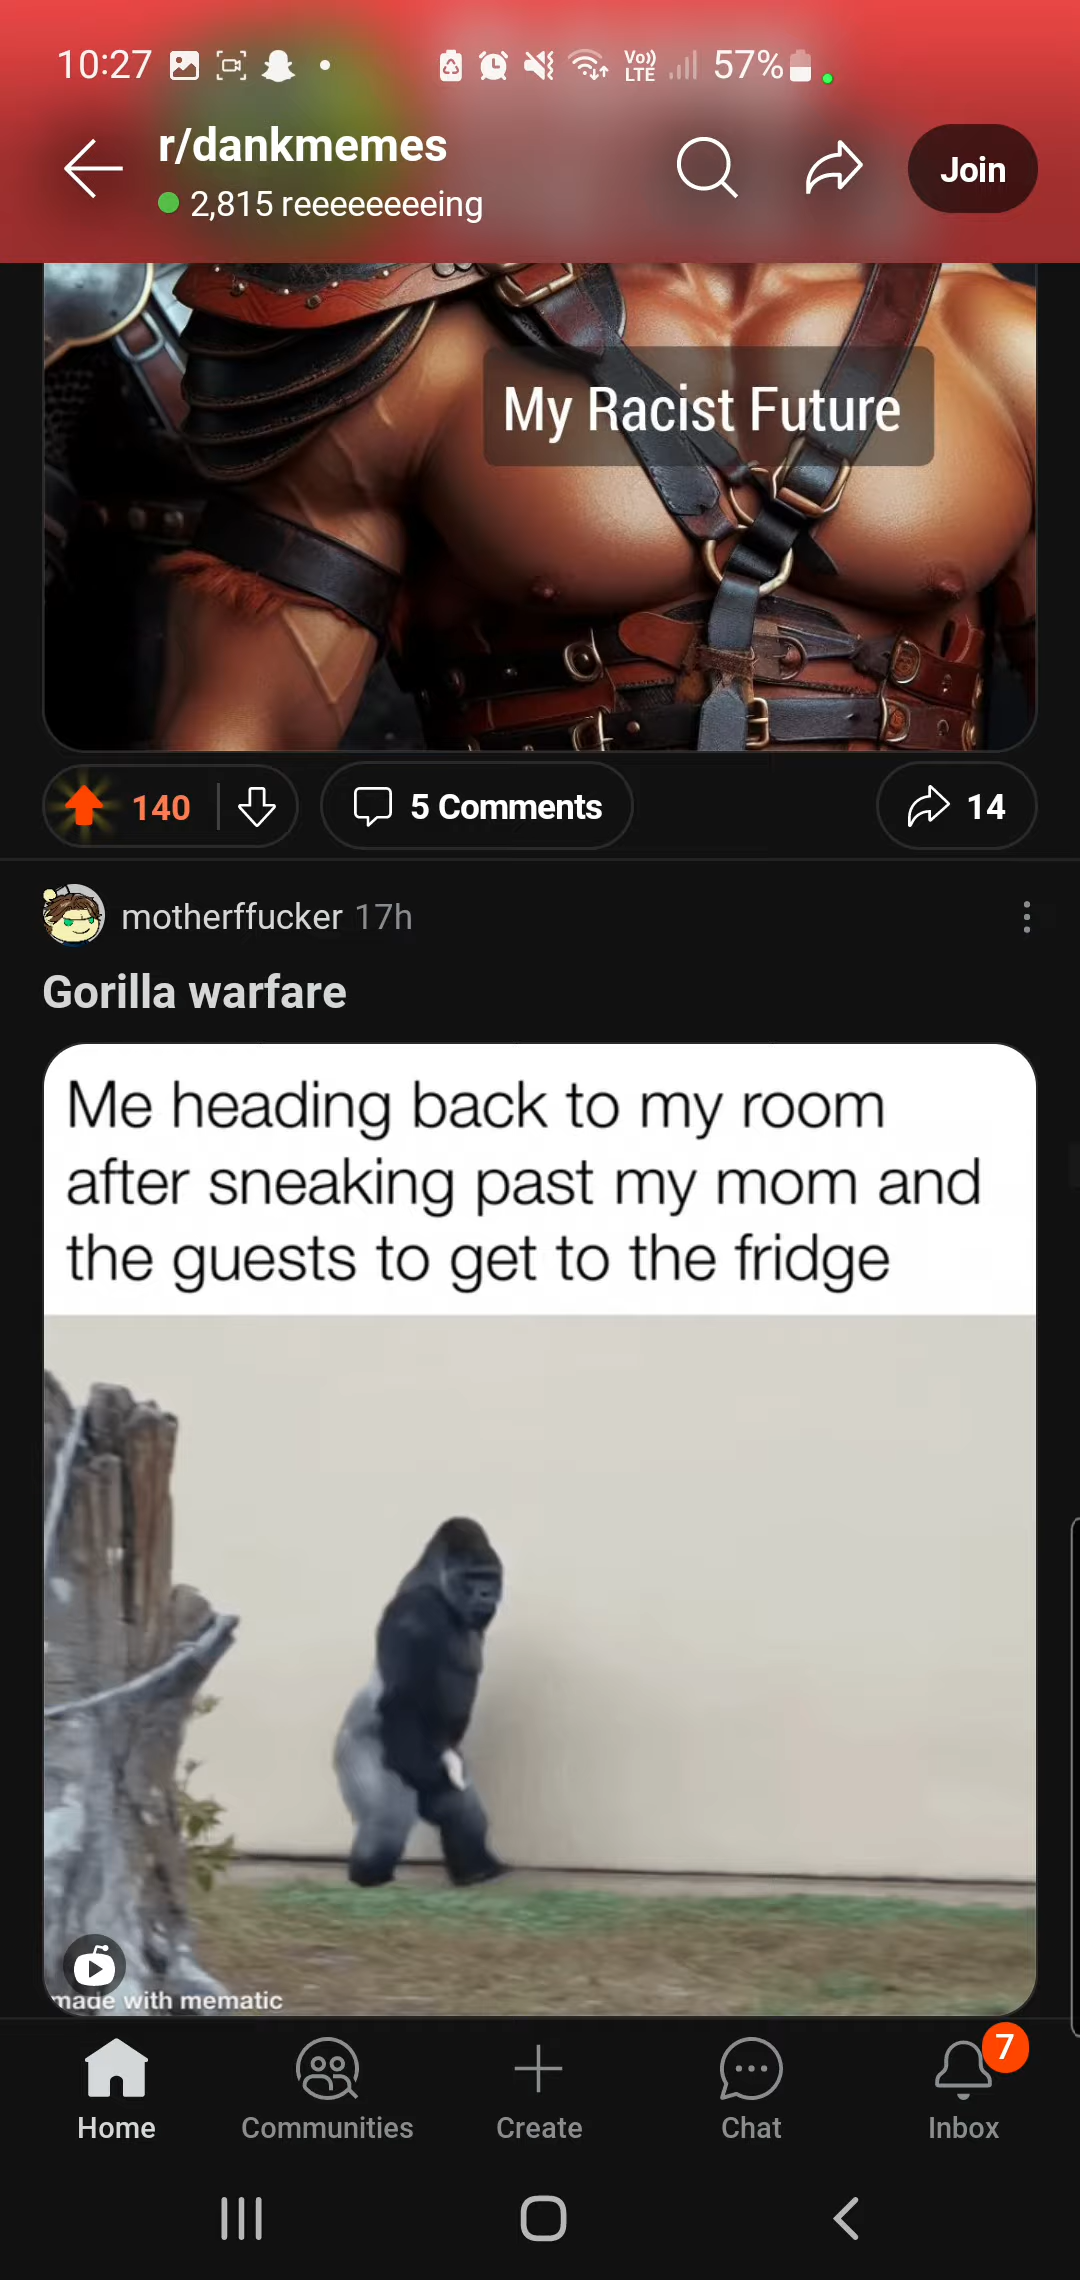 10:27
Vo))
LTE
57%
r/dankmemes
2,815 reeeeeeeeing
Join
My Racist Future
140
5 Comments
14
motherffucker 17h
Gorilla warfare
Me heading back to my room
after sneaking past my mom and
the guests to get to the fridge
made with mematic
7
Home
Communities
Create
Chat
Inbox